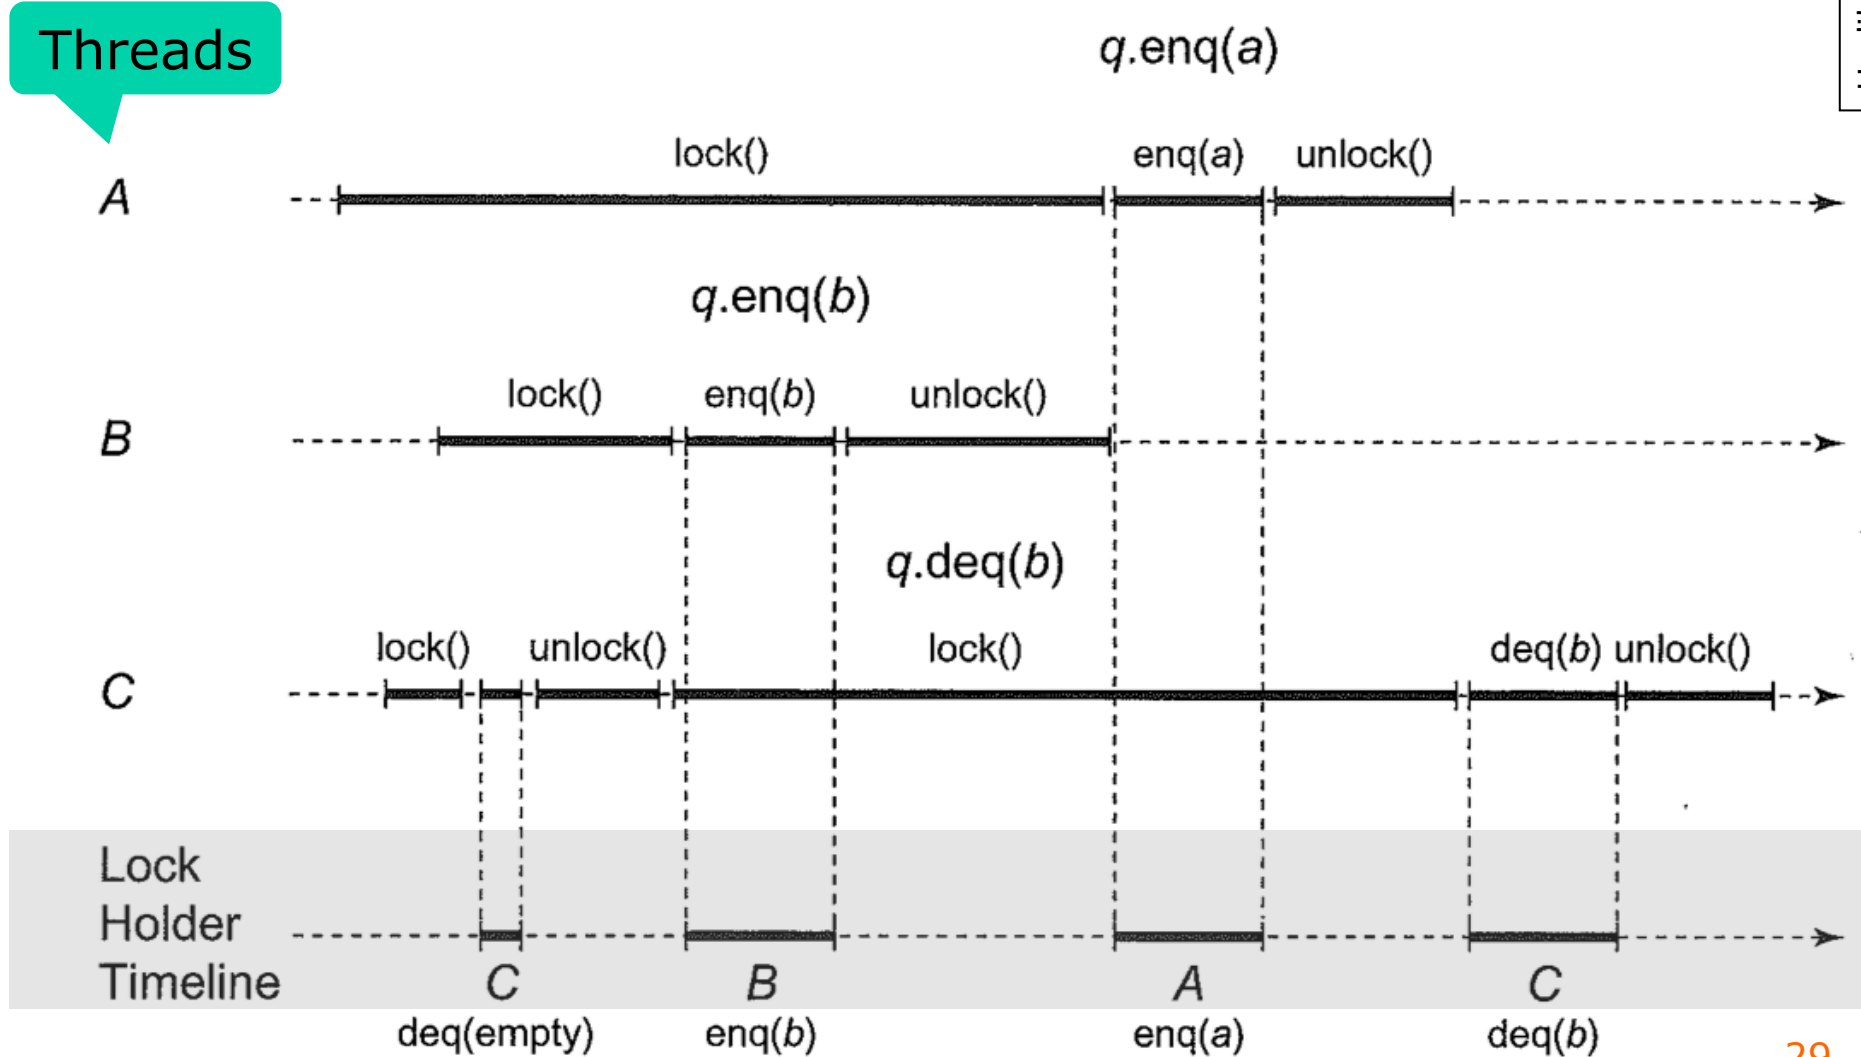 Threads
q.enq(a)
lock() enq(a) unlock()
A
q.enq(b)
lock() enq(b) unlock()
B
q.deq(b)
lock() unlock() lock() deq(b) unlock()
C
Lock
Holder
Timeline C B A C
deq(empty) enq(b) enq(a) deq(b)
29